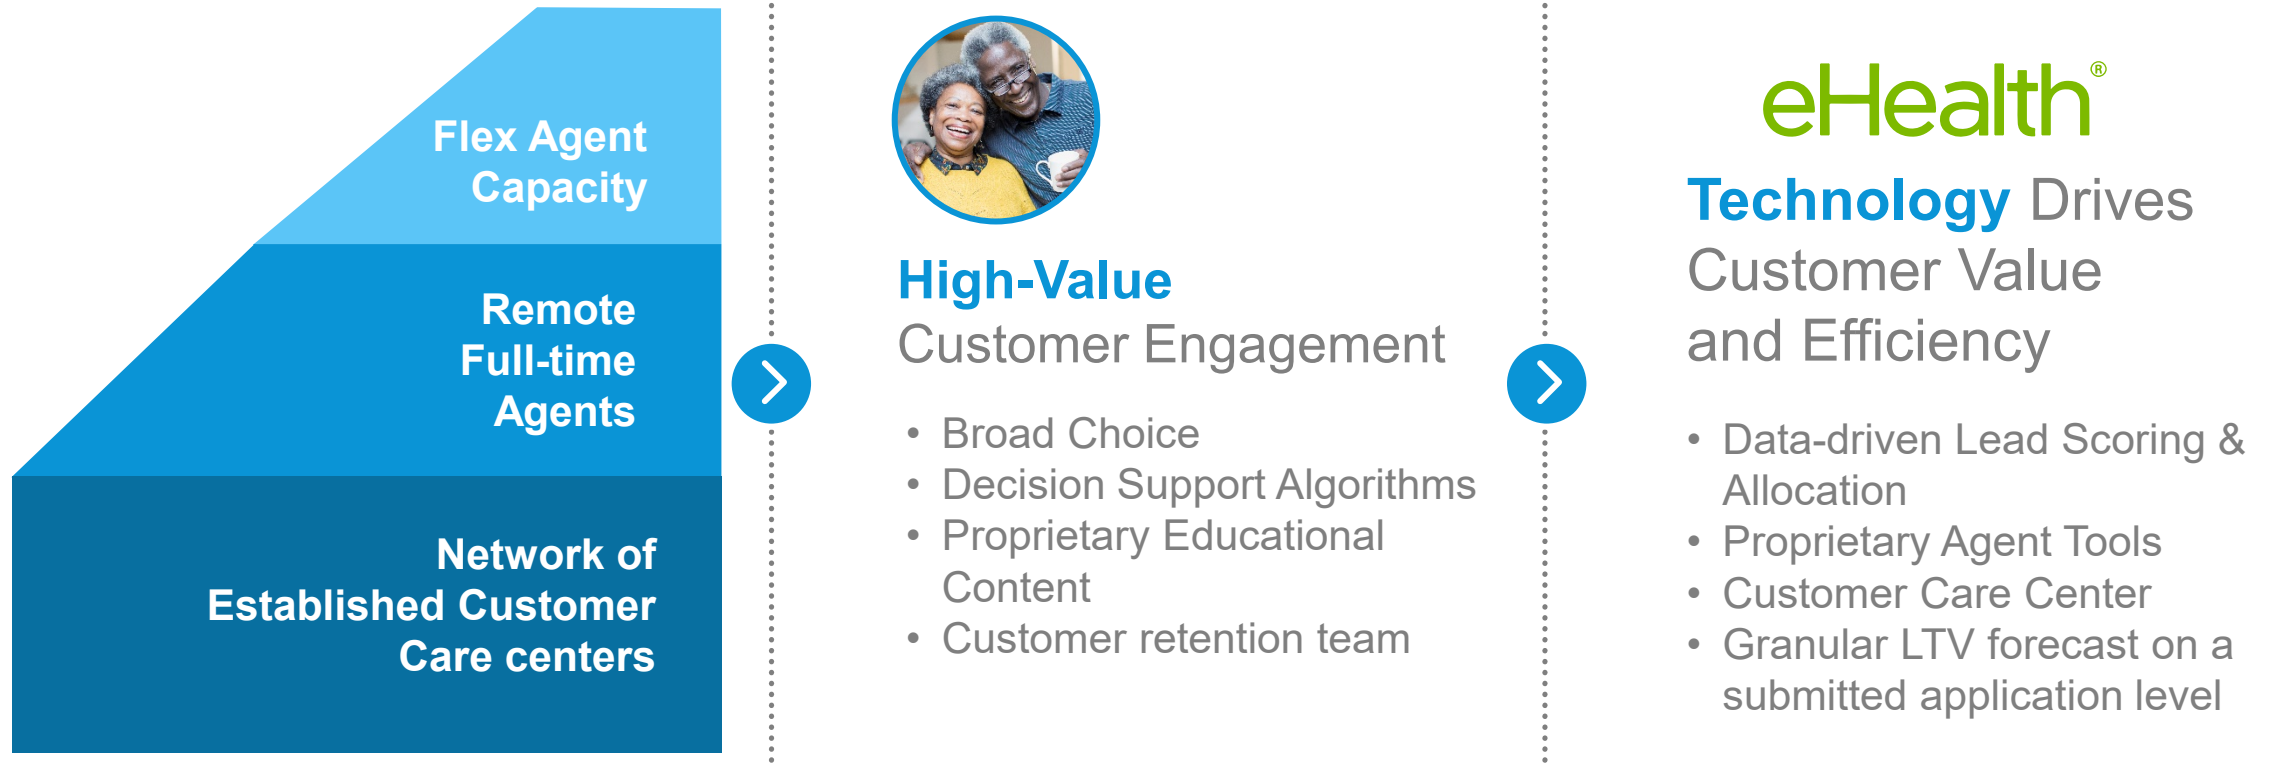 Flex Agent
Capacity
Remote
Full-time
Agents
Network of
Established Customer
Care centers
High-Value
Customer Engagement
• Broad Choice
• Decision Support Algorithms
• Proprietary Educational
Content
• Customer retention team
eHealth®
Technology Drives
Customer Value
and Efficiency
• Data-driven Lead Scoring &
Allocation
• Proprietary Agent Tools
• Customer Care Center
• Granular LTV forecast on a
submitted application level